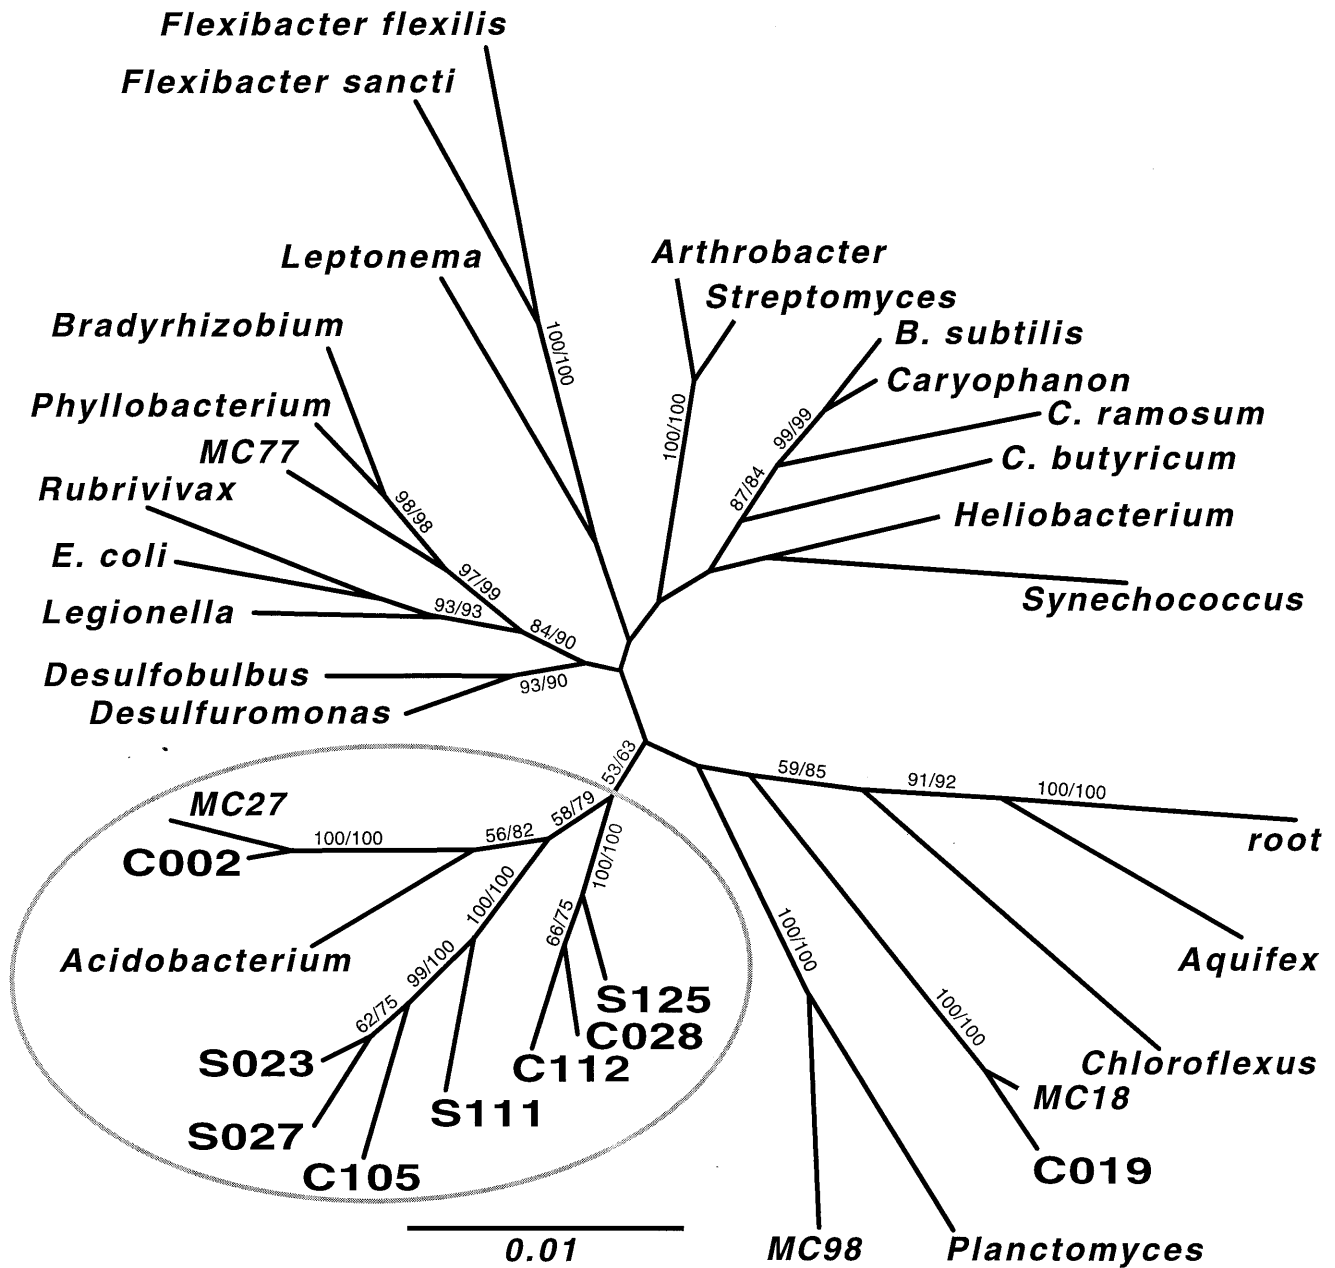 Flexibacter flexilis
Flexibacter sancti
Leptonema
Arthrobacter
Streptomyces
Bradyrhizobium
B. subtilis
Caryophanon
Phyllobacterium
C. ramosum
MC77
C. butyricum
Rubrivivax
Heliobacterium
E. coli
Synechococcus
Legionella
Desulfobulbus
Desulfuromonas
100/100
100/100
99/99
87/84
98/98
97/99
93/93
84/90
93/90
53/63
58/79
56/82
100/100
100/100
100/100
99/100
66/75
62/75
59/85
91/92
100/100
100/100
100/100
MC27
C002
Acidobacterium
S125
C028
C112
S023
S111
S027
C105
root
Aquifex
Chloroflexus
MC18
C019
MC98
Planctomyces
0.01